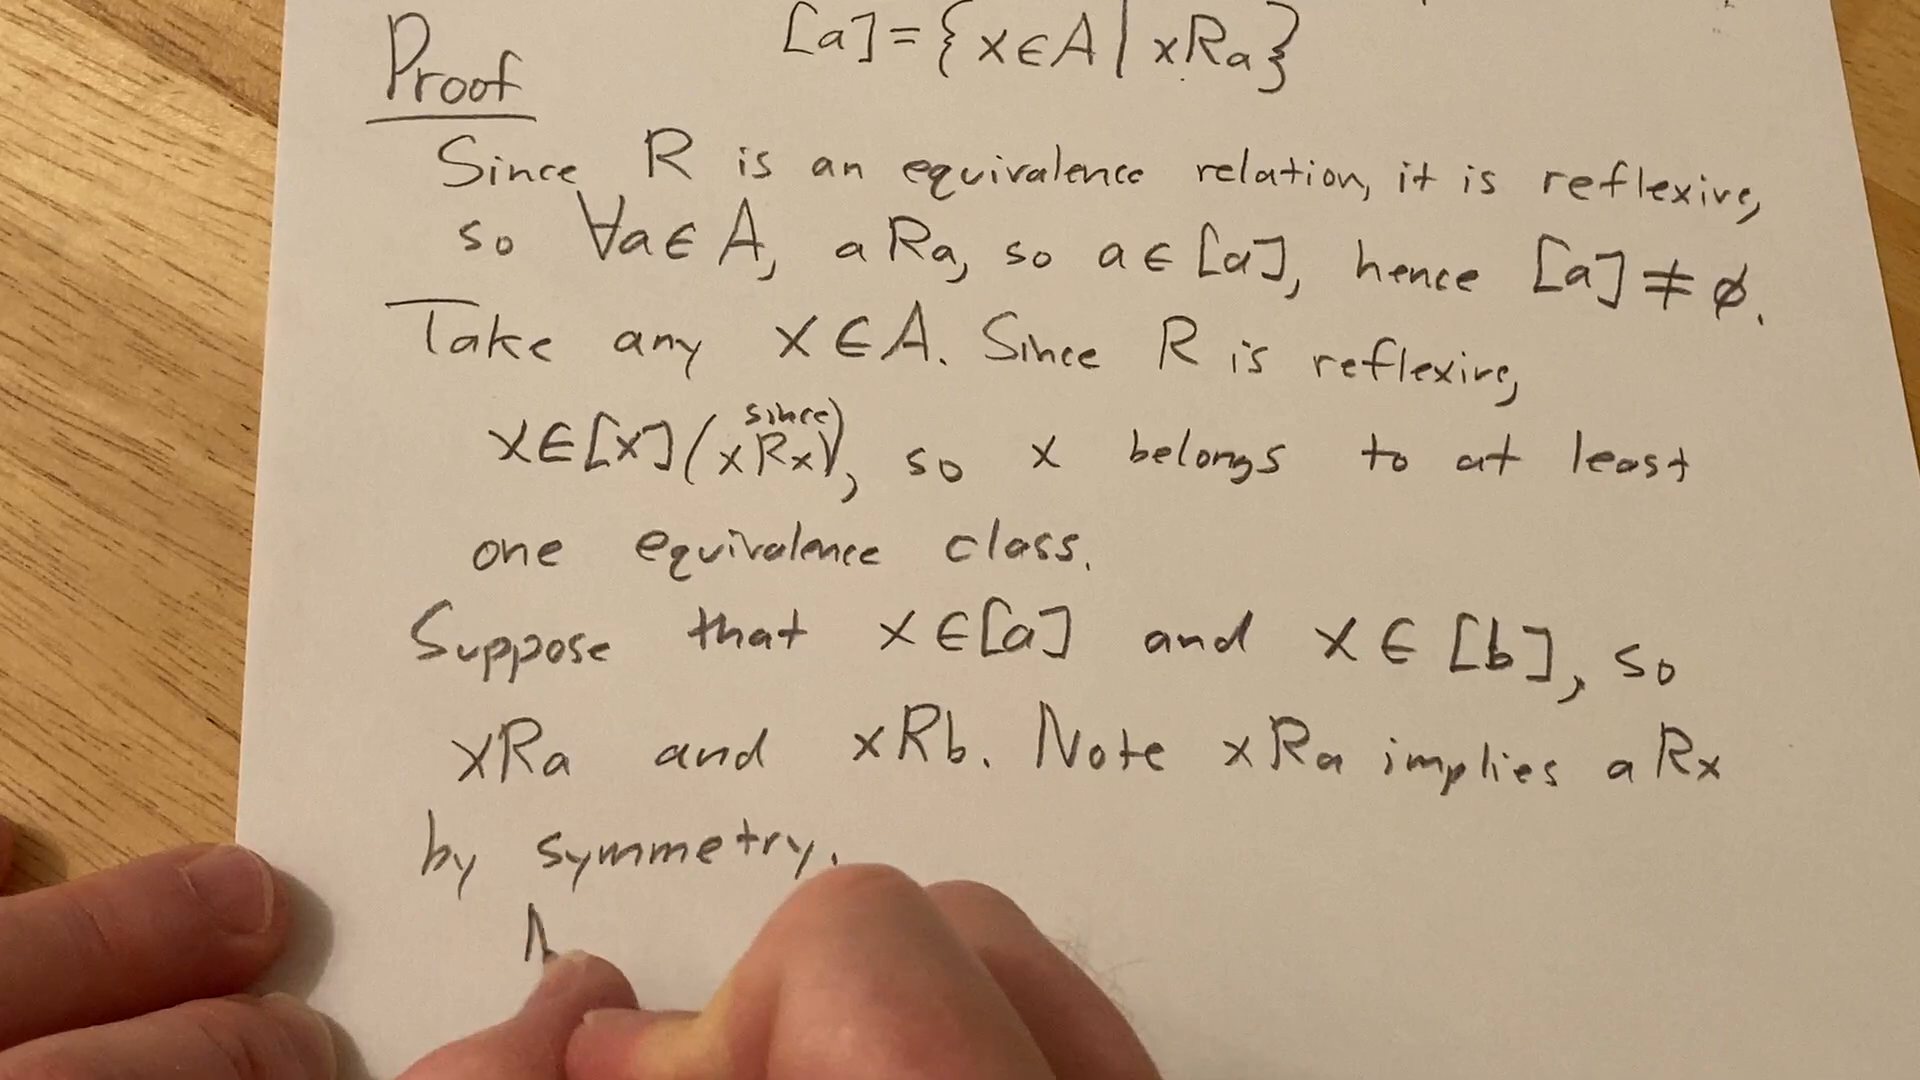 [a] = {x∈A | xRa}
Proof
Since R is an equivalence relation, it is reflexive,
so ∀a∈A, aRa, so a∈[a], hence [a]≠∅.
Take any x∈A. Since R is reflexive,
x∈[x] (since xRx), so x belongs to at least
one equivalence class.
Suppose that x∈[a] and x∈[b], so
xRa and xRb. Note xRa implies aRx
by symmetry.